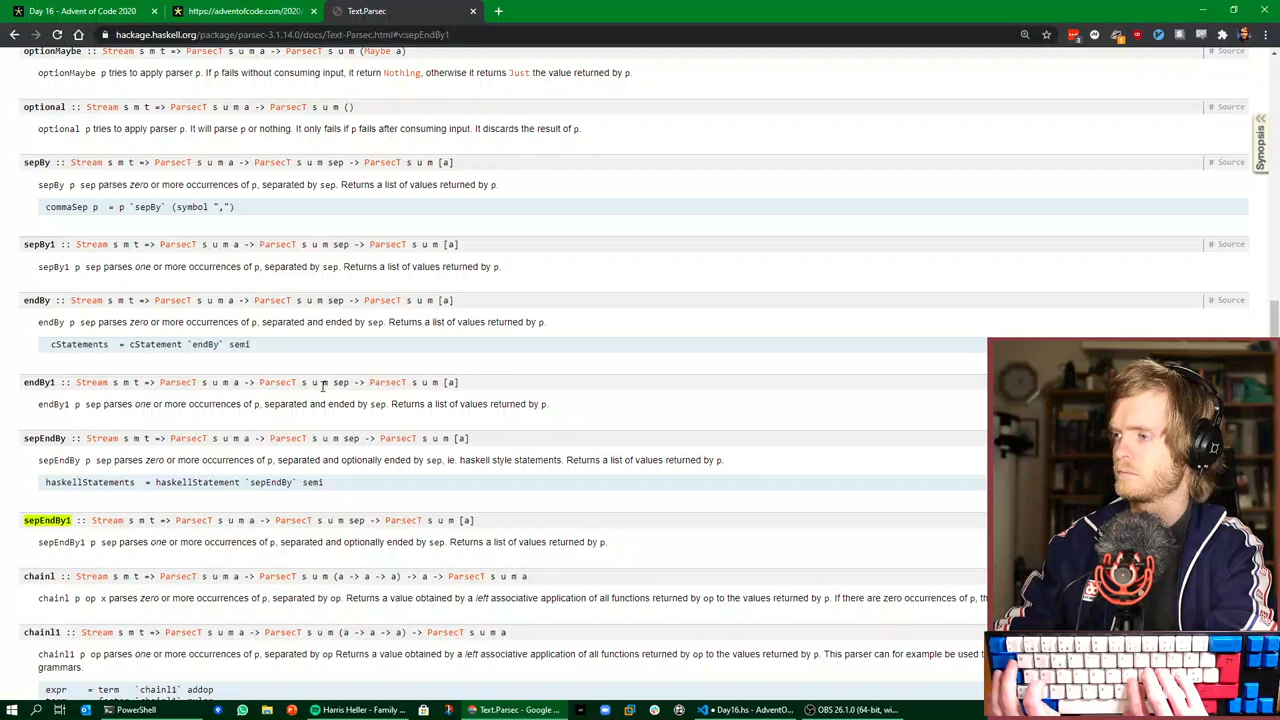 Day 16 - Advent of Code 2020
https://adventofcode.com/2020/
Text.Parsec
hackage.haskell.org/package/parsec-3.1.14.0/docs/Text-Parsec.html#v:sepEndBy1
optionMaybe :: Stream s m t => ParsecT s u m a -> ParsecT s u m (Maybe a)
# Source
optionMaybe p tries to apply parser p. If p fails without consuming input, it return Nothing, otherwise it returns Just the value returned by p.
optional :: Stream s m t => ParsecT s u m a -> ParsecT s u m ()
# Source
optional p tries to apply parser p. It will parse p or nothing. It only fails if p fails after consuming input. It discards the result of p.
Synopsis
sepBy :: Stream s m t => ParsecT s u m a -> ParsecT s u m sep -> ParsecT s u m [a]
# Source
sepBy p sep parses zero or more occurrences of p, separated by sep. Returns a list of values returned by p.
commaSep p  = p `sepBy` (symbol ",")
sepBy1 :: Stream s m t => ParsecT s u m a -> ParsecT s u m sep -> ParsecT s u m [a]
# Source
sepBy1 p sep parses one or more occurrences of p, separated by sep. Returns a list of values returned by p.
endBy :: Stream s m t => ParsecT s u m a -> ParsecT s u m sep -> ParsecT s u m [a]
# Source
endBy p sep parses zero or more occurrences of p, separated and ended by sep. Returns a list of values returned by p.
cStatements  = cStatement `endBy` semi
endBy1 :: Stream s m t => ParsecT s u m a -> ParsecT s u m sep -> ParsecT s u m [a]
endBy1 p sep parses one or more occurrences of p, separated and ended by sep. Returns a list of values returned by p.
sepEndBy :: Stream s m t => ParsecT s u m a -> ParsecT s u m sep -> ParsecT s u m [a]
sepEndBy p sep parses zero or more occurrences of p, separated and optionally ended by sep, ie. haskell style statements. Returns a list of values returned by p.
haskellStatements  = haskellStatement `sepEndBy` semi
sepEndBy1 :: Stream s m t => ParsecT s u m a -> ParsecT s u m sep -> ParsecT s u m [a]
sepEndBy1 p sep parses one or more occurrences of p, separated and optionally ended by sep. Returns a list of values returned by p.
chainl :: Stream s m t => ParsecT s u m a -> ParsecT s u m (a -> a -> a) -> a -> ParsecT s u m a
chainl p op x parses zero or more occurrences of p, separated by op. Returns a value obtained by a left associative application of all functions returned by op to the values returned by p. If there are zero occurrences of p, th
chainl1 :: Stream s m t => ParsecT s u m a -> ParsecT s u m (a -> a -> a) -> ParsecT s u m a
chainl1 p op parses one or more occurrences of p, separated by op Returns a value obtained by a left associative application of all functions returned by op to the values returned by p. This parser can for example be used t
grammars.
expr    = term   `chainl1` addop
PowerShell
Harris Heller - Family ...
Text.Parsec - Google ...
Day16.hs - AdventO...
OBS 26.1.0 (64-bit, w...